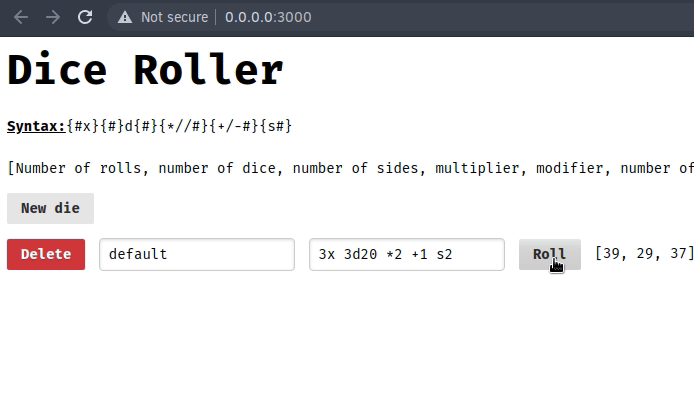 Not secure | 0.0.0.0:3000
Dice Roller
Syntax:{#x}{#}d{#}{*//#}{+/-#}{s#}
[Number of rolls, number of dice, number of sides, multiplier, modifier, number of
New die
Delete default 3x 3d20 *2 +1 s2 Roll [39, 29, 37]